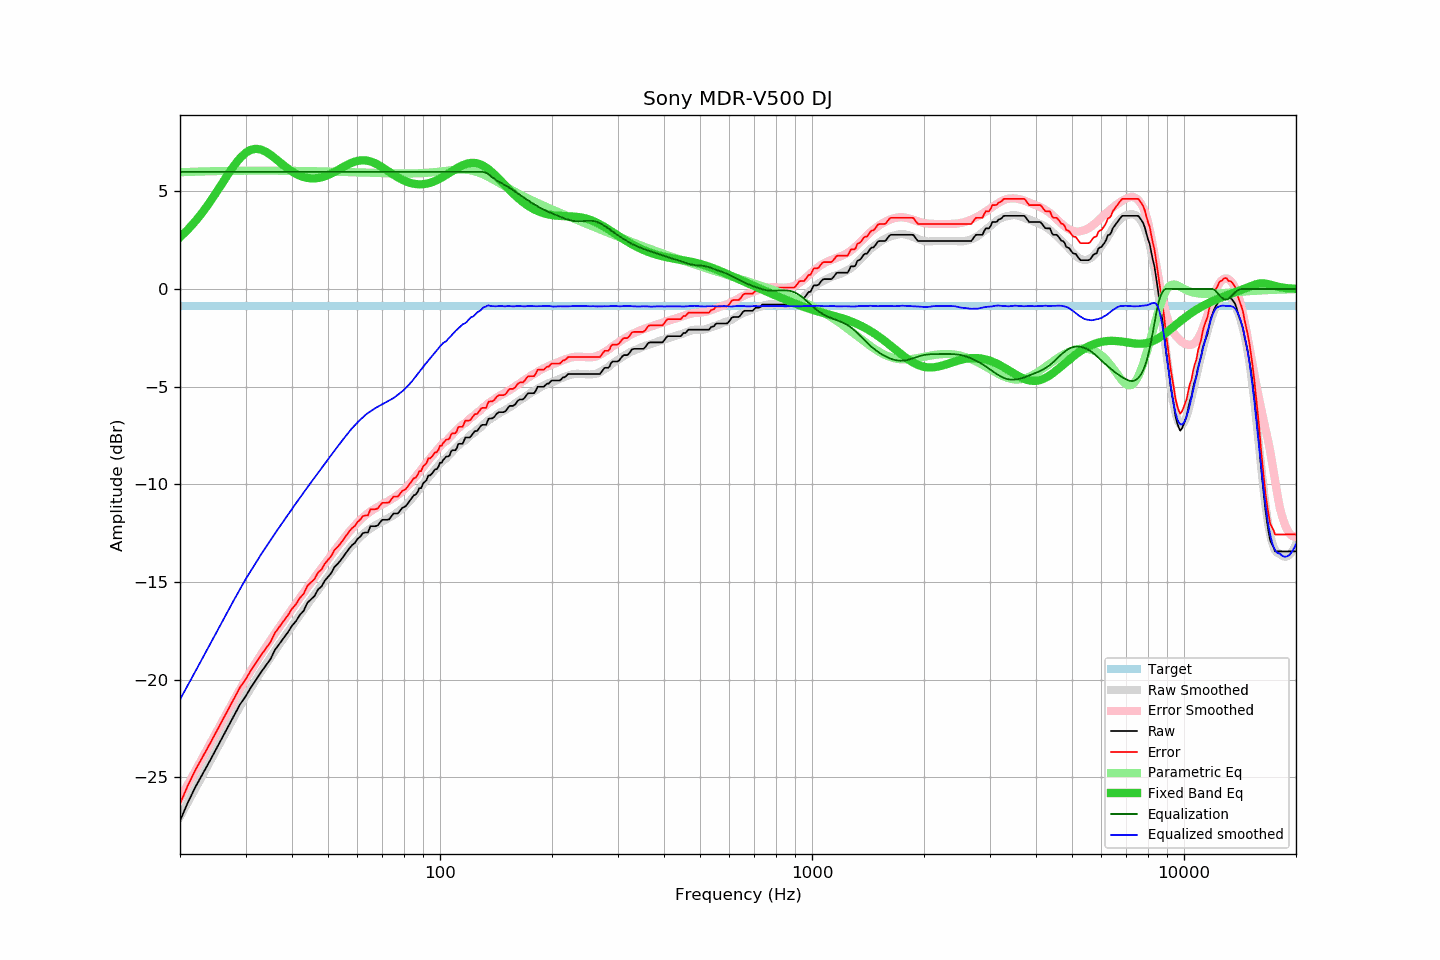 Sony MDR-V500 DJ
5
0
−5
−10
−15
−20
−25
Amplitude (dBr)
100
1000
10000
Frequency (Hz)
Target
Raw Smoothed
Error Smoothed
Raw
Error
Parametric Eq
Fixed Band Eq
Equalization
Equalized smoothed